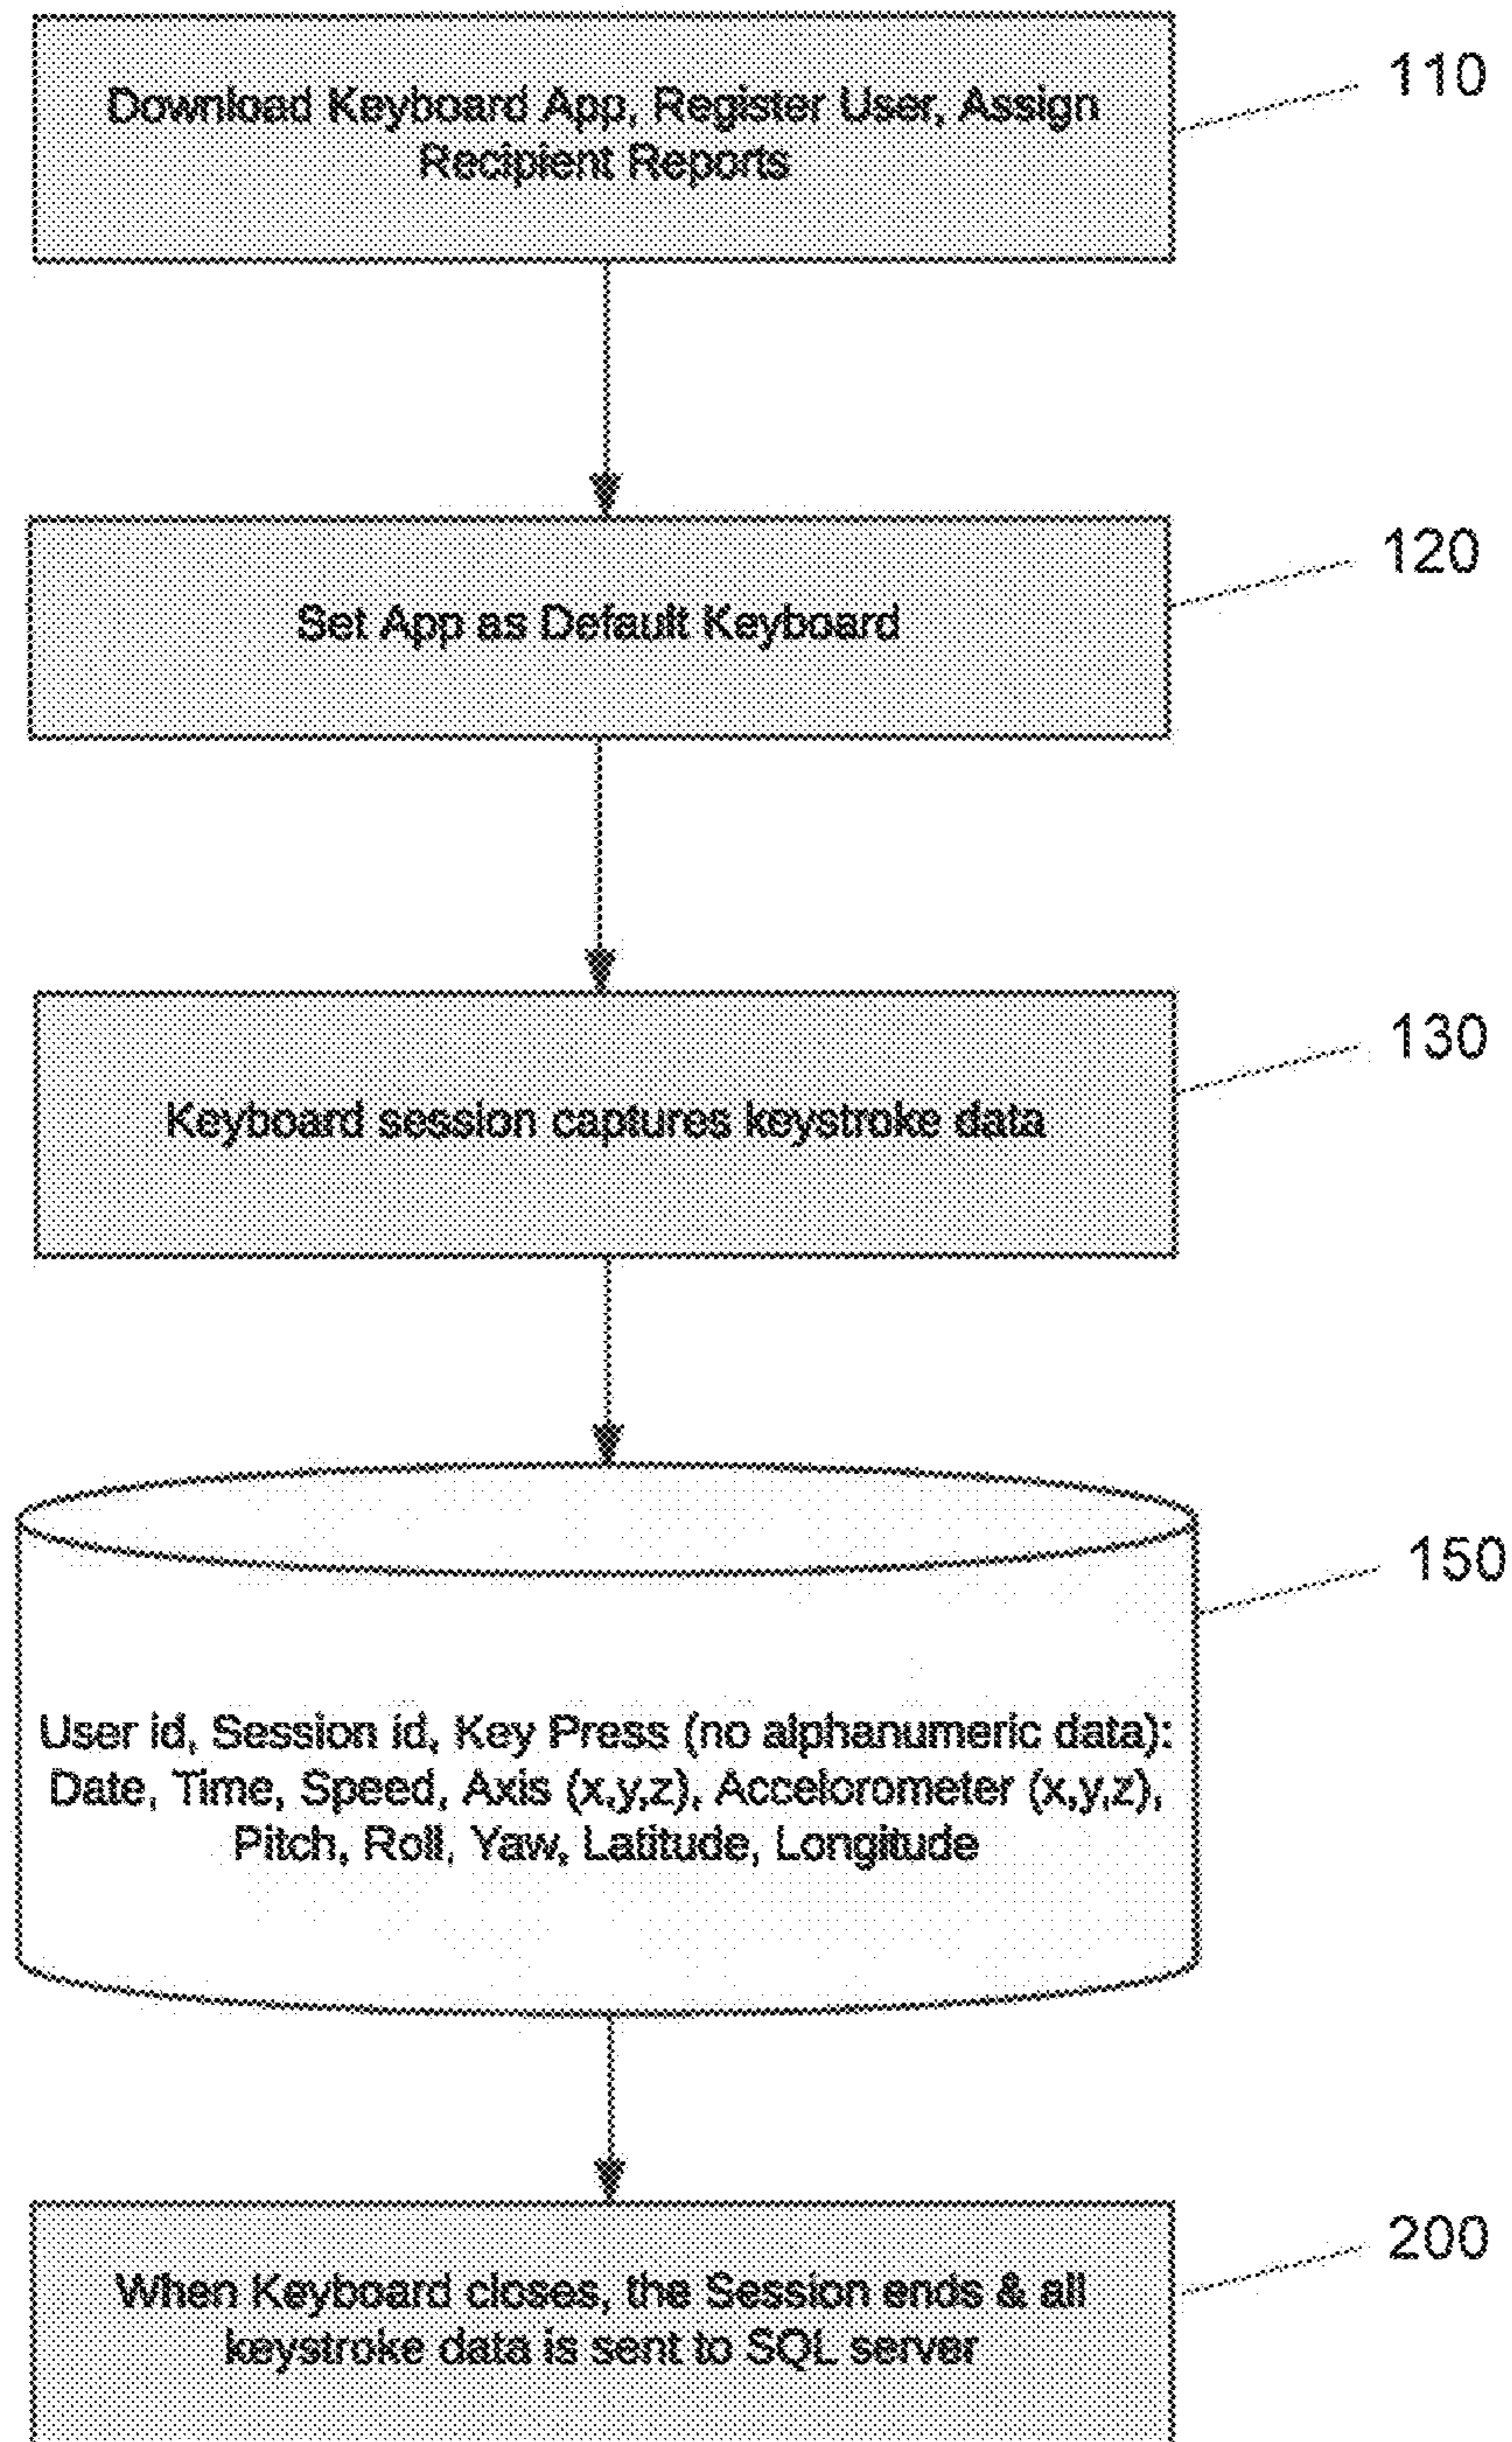 Download Keyboard App, Register User, Assign
Recipient Reports
110
Set App as Default Keyboard
120
Keyboard session captures keystroke data
130
User id, Session id, Key Press (no alphanumeric data):
Date, Time, Speed, Axis (x,y,z), Accelorometer (x,y,z),
Pitch, Roll, Yaw, Latitude, Longitude
150
When Keyboard closes, the Session ends & all
keystroke data is sent to SQL server
200